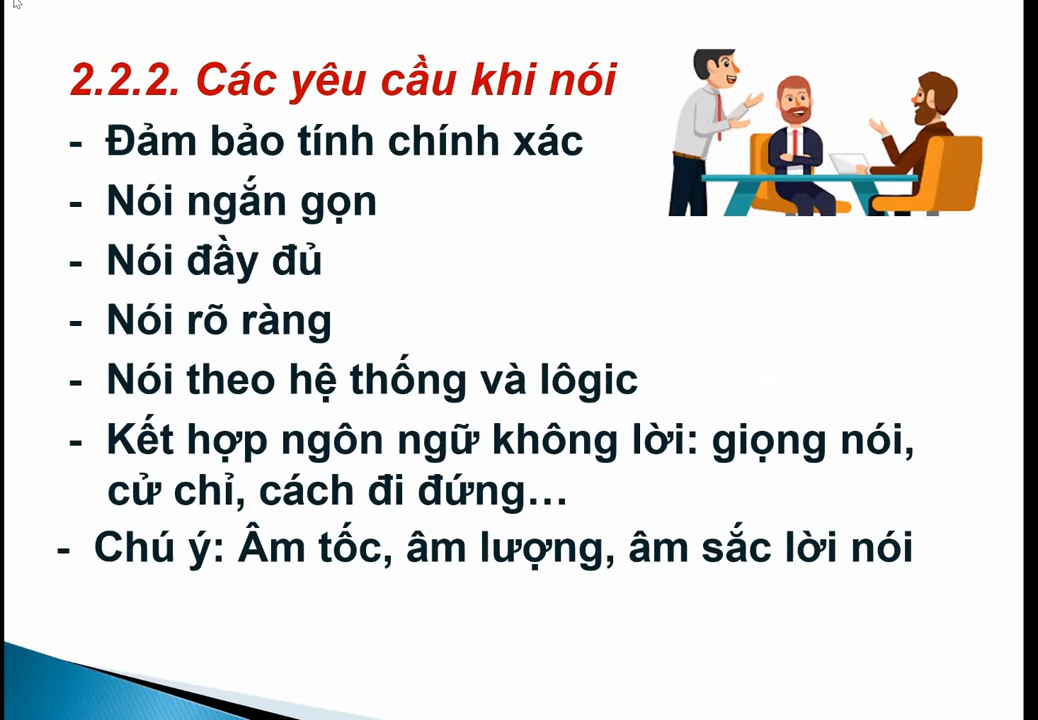 2.2.2. Các yêu cầu khi nói
- Đảm bảo tính chính xác
- Nói ngắn gọn
- Nói đầy đủ
- Nói rõ ràng
- Nói theo hệ thống và lôgic
- Kết hợp ngôn ngữ không lời: giọng nói,
cử chỉ, cách đi đứng...
- Chú ý: Âm tốc, âm lượng, âm sắc lời nói